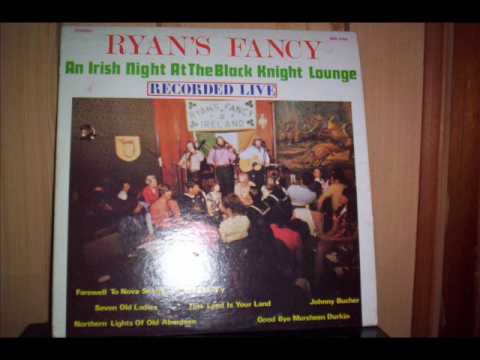 RYAN'S FANCY
An Irish Night At The Black Knight Lounge
RECORDED LIVE
RYAN'S FANCY
IRELAND
Farewell To Nova
Seven Old Ladies
This Land Is Your Land
Johnny Bucher
Northern Lights Of Old Aberdeen
Good Bye Mursheen Durkin